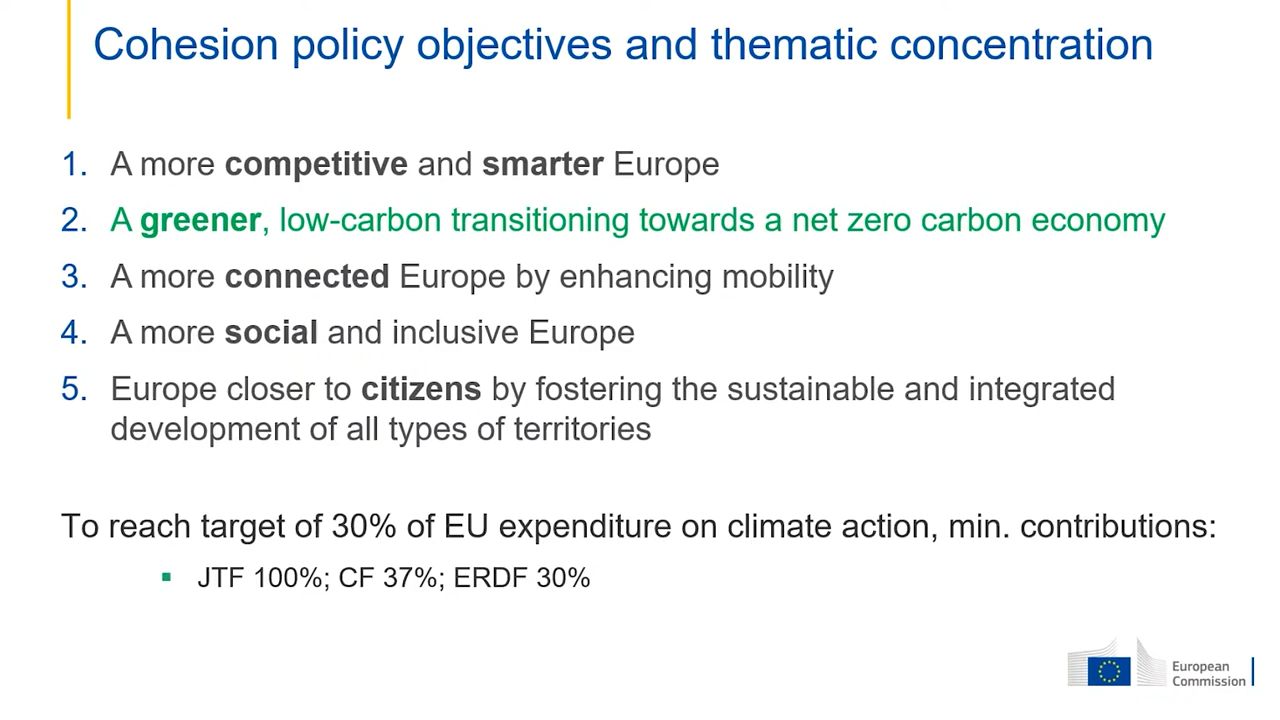 Cohesion policy objectives and thematic concentration
1. A more competitive and smarter Europe
2. A greener, low-carbon transitioning towards a net zero carbon economy
3. A more connected Europe by enhancing mobility
4. A more social and inclusive Europe
5. Europe closer to citizens by fostering the sustainable and integrated
development of all types of territories
To reach target of 30% of EU expenditure on climate action, min. contributions:
▪ JTF 100%; CF 37%; ERDF 30%
European
Commission